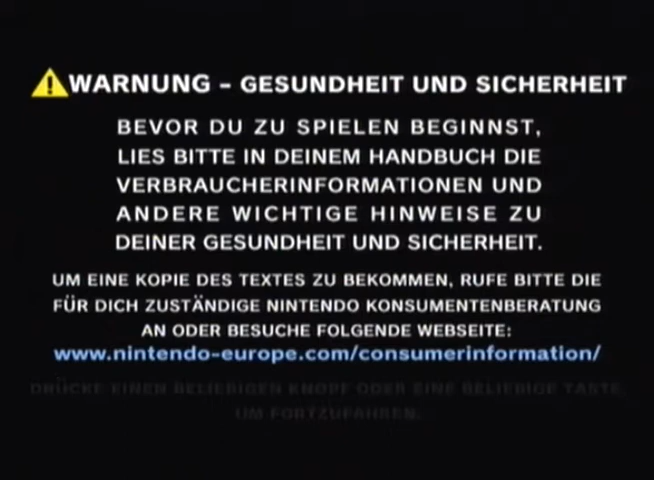 WARNUNG – GESUNDHEIT UND SICHERHEIT
BEVOR DU ZU SPIELEN BEGINNST,
LIES BITTE IN DEINEM HANDBUCH DIE
VERBRAUCHERINFORMATIONEN UND
ANDERE WICHTIGE HINWEISE ZU
DEINER GESUNDHEIT UND SICHERHEIT.
UM EINE KOPIE DES TEXTES ZU BEKOMMEN, RUFE BITTE DIE
FÜR DICH ZUSTÄNDIGE NINTENDO KONSUMENTENBERATUNG
AN ODER BESUCHE FOLGENDE WEBSEITE:
www.nintendo-europe.com/consumerinformation/
DRÜCKE EINEN BELIEBIGEN KNOPF ODER EINE BELIEBIGE TASTE,
UM FORTZUFAHREN.